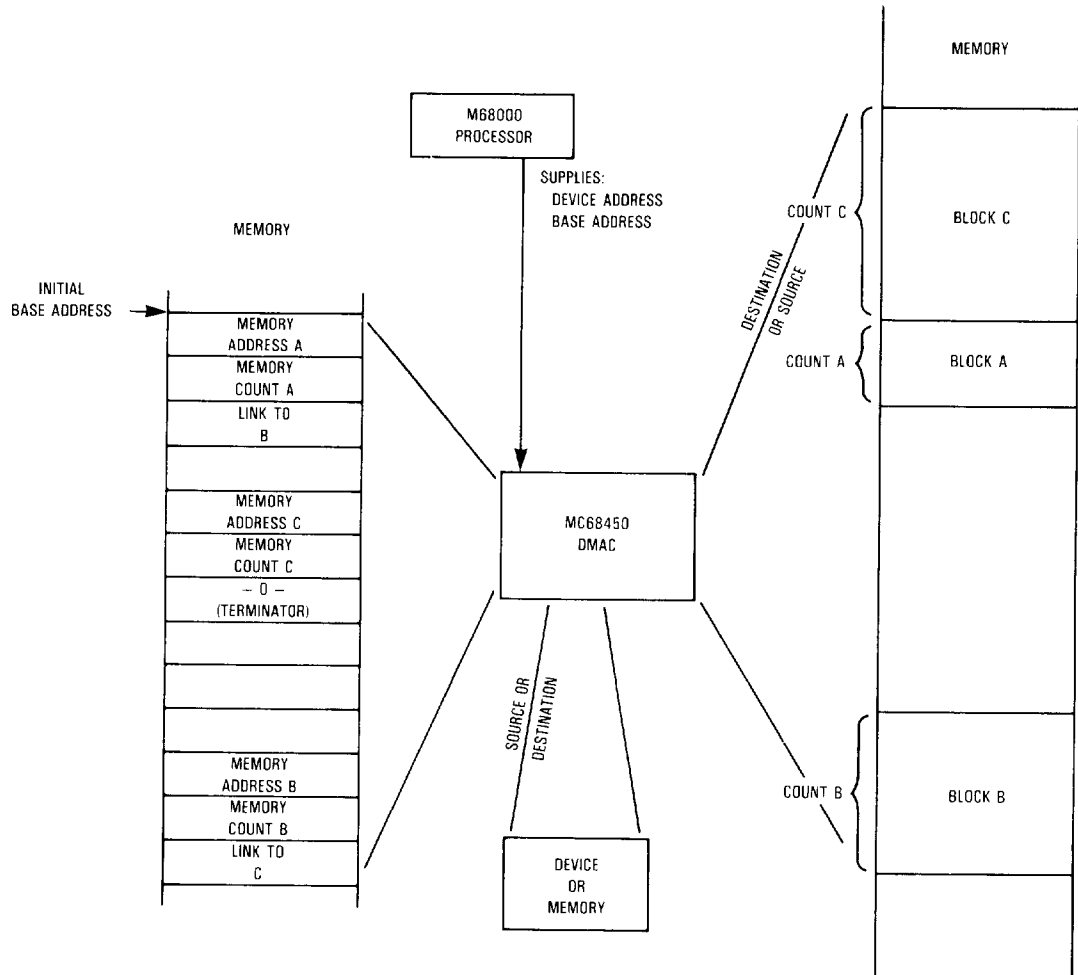 MEMORY
M68000
PROCESSOR
SUPPLIES:
DEVICE ADDRESS
BASE ADDRESS
MEMORY
INITIAL
BASE ADDRESS
MEMORY
ADDRESS A
MEMORY
COUNT A
LINK TO
B
MEMORY
ADDRESS C
MEMORY
COUNT C
– 0 –
(TERMINATOR)
MEMORY
ADDRESS B
MEMORY
COUNT B
LINK TO
C
MC68450
DMAC
SOURCE OR
DESTINATION
DEVICE
OR
MEMORY
DESTINATION
OR SOURCE
COUNT C
BLOCK C
COUNT A
BLOCK A
COUNT B
BLOCK B